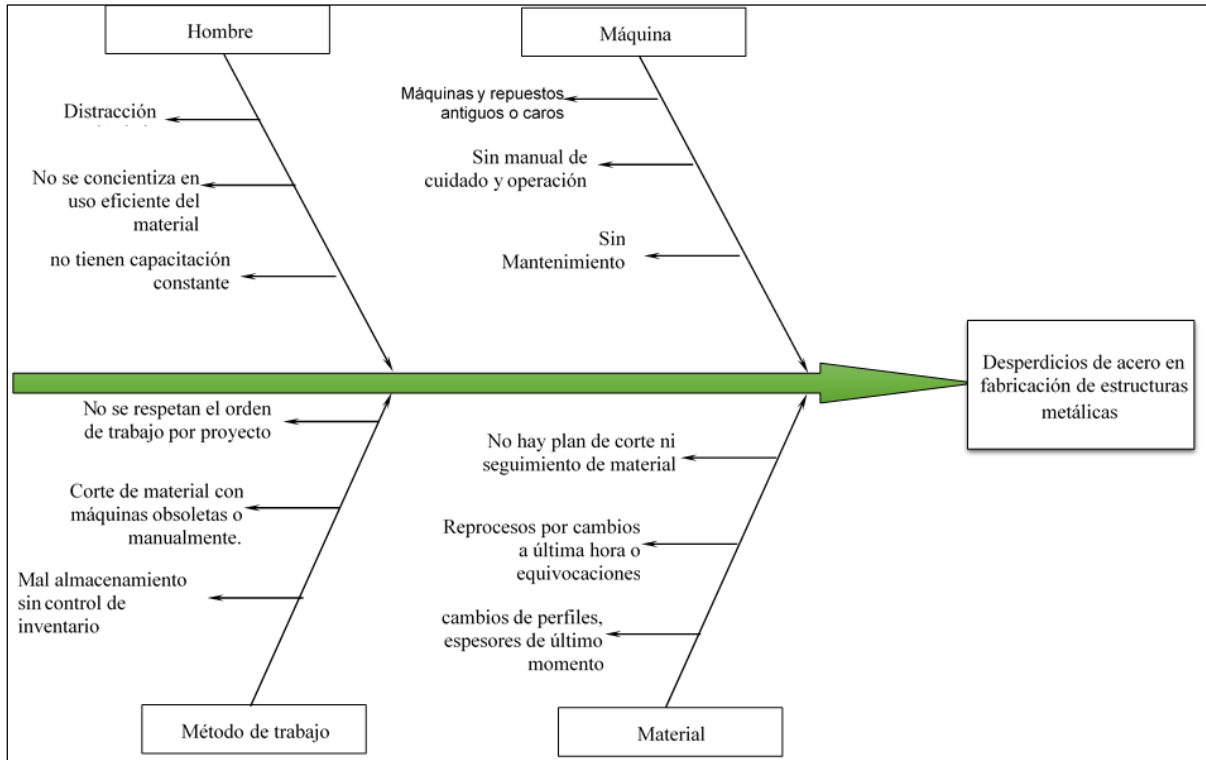 Hombre
Máquina
Distracción
No se concientiza en
uso eficiente del
material
no tienen capacitación
constante
Máquinas y repuestos
antiguos o caros
Sin manual de
cuidado y operación
Sin
Mantenimiento
Desperdicios de acero en
fabricación de estructuras
metálicas
No se respetan el orden
de trabajo por proyecto
Corte de material con
máquinas obsoletas o
manualmente.
Mal almacenamiento
sin control de
inventario
No hay plan de corte ni
seguimiento de material
Reprocesos por cambios
a última hora o
equivocaciones
cambios de perfiles,
espesores de último
momento
Método de trabajo
Material